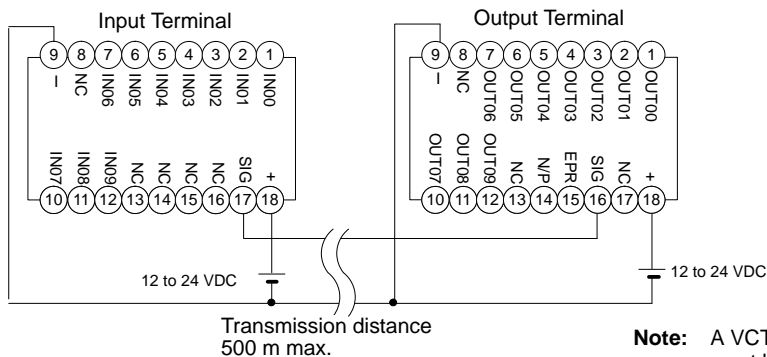 Input Terminal
Output Terminal
9 8 7 6 5 4 3 2 1
– NC IN06 IN05 IN04 IN03 IN02 IN01 IN00
IN07 IN08 IN09 NC NC NC NC SIG +
10 11 12 13 14 15 16 17 18
9 8 7 6 5 4 3 2 1
– NC OUT06 OUT05 OUT04 OUT03 OUT02 OUT01 OUT00
OUT07 OUT08 OUT09 NC N/P EPR SIG NC +
10 11 12 13 14 15 16 17 18
12 to 24 VDC
12 to 24 VDC
Transmission distance
500 m max.
Note: A VCT